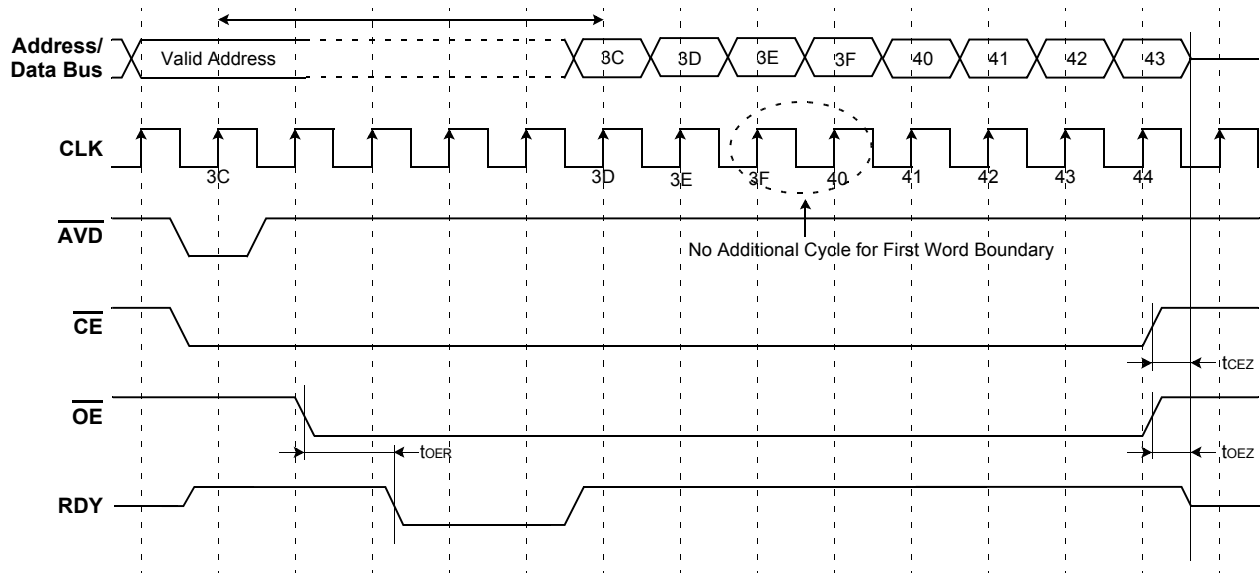 Address/
Data Bus
Valid Address
3C 3D 3E 3F 40 41 42 43
CLK
3C 3D 3E 3F 40 41 42 43 44
AVD
No Additional Cycle for First Word Boundary
CE
tCEZ
OE
tOER
tOEZ
RDY